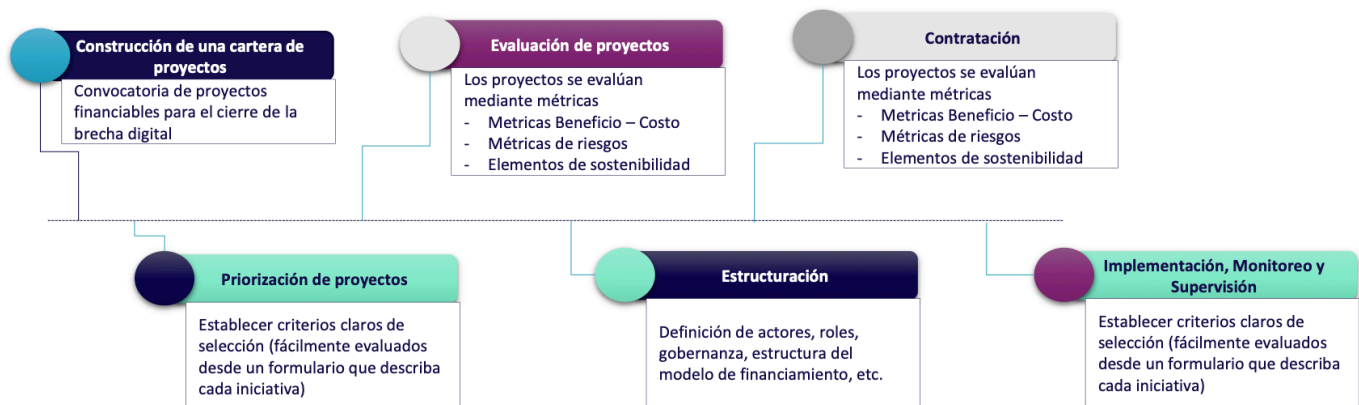 Construcción de una cartera de
proyectos
Convocatoria de proyectos
financiables para el cierre de la
brecha digital
Evaluación de proyectos
Los proyectos se evalúan
mediante métricas
- Metricas Beneficio – Costo
- Métricas de riesgos
- Elementos de sostenibilidad
Contratación
Los proyectos se evalúan
mediante métricas
- Metricas Beneficio – Costo
- Métricas de riesgos
- Elementos de sostenibilidad
Priorización de proyectos
Establecer criterios claros de
selección (fácilmente evaluados
desde un formulario que describa
cada iniciativa)
Estructuración
Definición de actores, roles,
gobernanza, estructura del
modelo de financiamiento, etc.
Implementación, Monitoreo y
Supervisión
Establecer criterios claros de
selección (fácilmente evaluados
desde un formulario que describa
cada iniciativa)